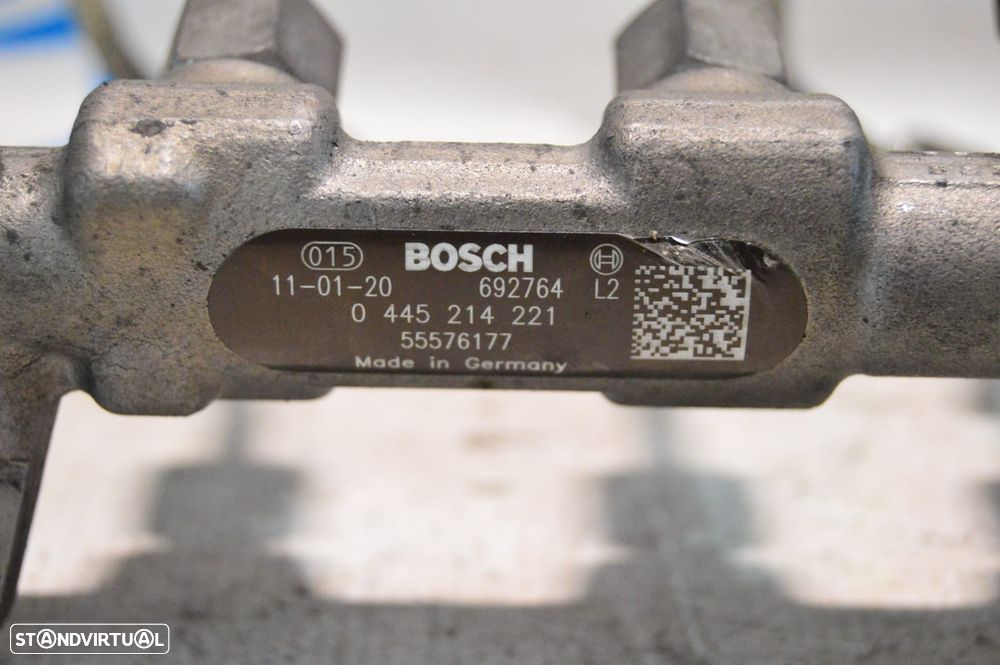 015 BOSCH
11-01-20 692764 L2
0 445 214 221
55576177
Made in Germany
STANDVIRTUAL